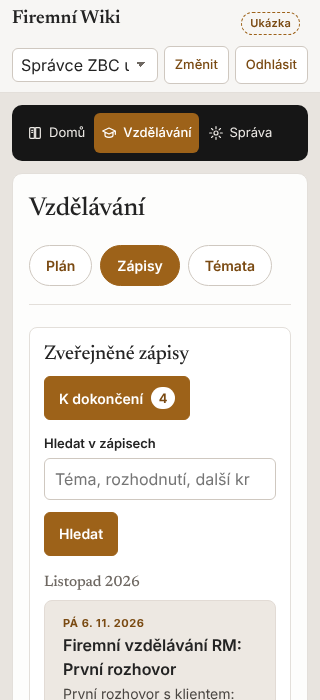 Firemní Wiki
Ukázka
Správce ZBC
Změnit
Odhlásit
Domů
Vzdělávání
Správa
Vzdělávání
Plán
Zápisy
Témata
Zveřejněné zápisy
K dokončení 4
Hledat v zápisech
Téma, rozhodnutí, další kr
Hledat
Listopad 2026
PÁ 6. 11. 2026
Firemní vzdělávání RM:
První rozhovor
První rozhovor s klientem: